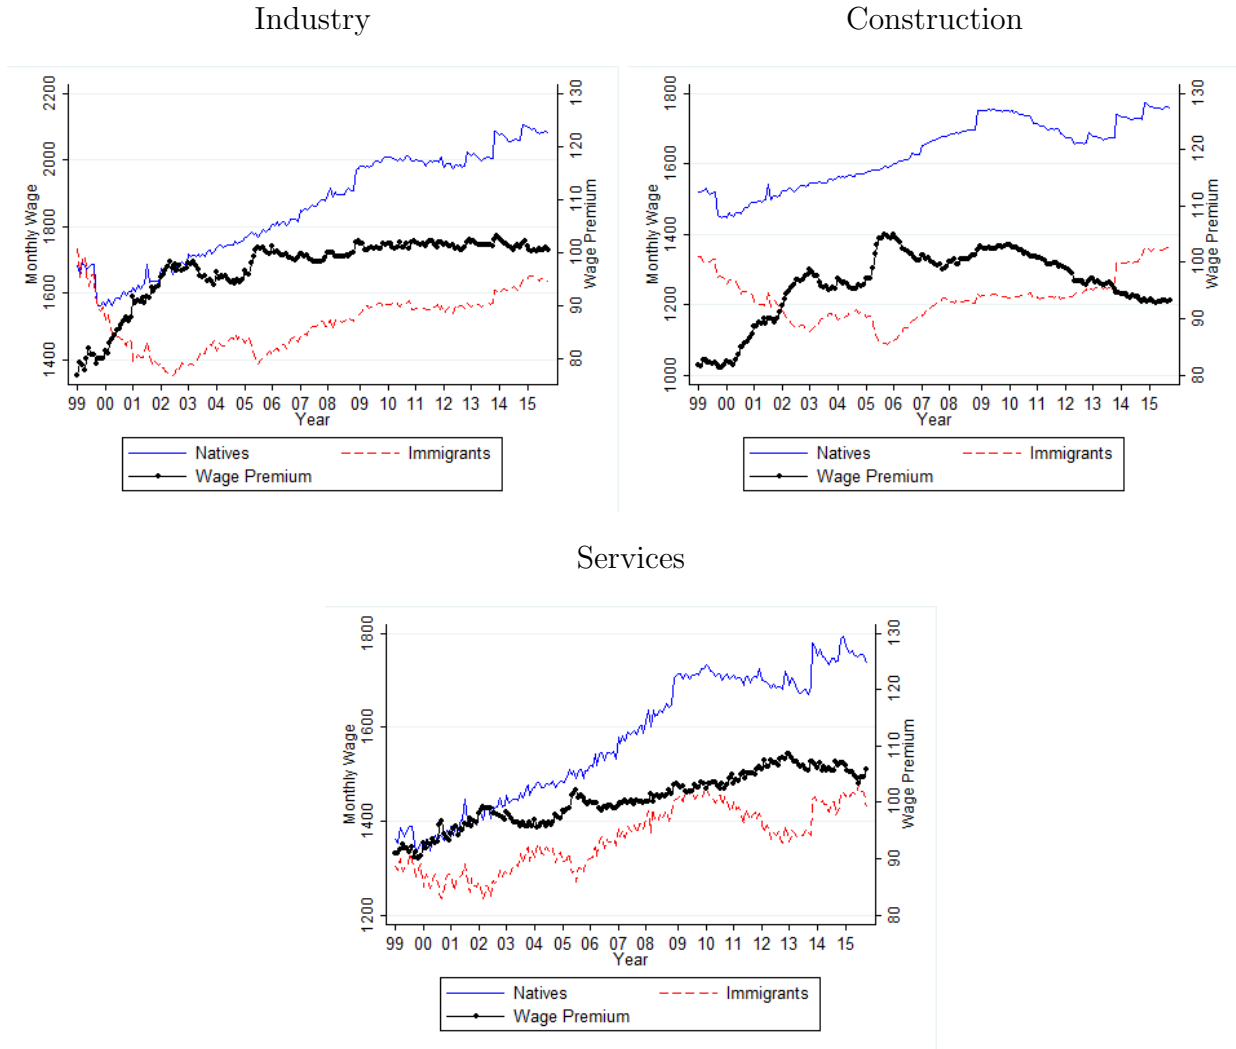 Industry
Monthly Wage
1400 1600 1800 2000 2200
80 90 100 110 120 130
Wage Premium
99 00 01 02 03 04 05 06 07 08 09 10 11 12 13 14 15
Year
Natives Immigrants
Wage Premium
Construction
Monthly Wage
1000 1200 1400 1600 1800
80 90 100 110 120 130
Wage Premium
99 00 01 02 03 04 05 06 07 08 09 10 11 12 13 14 15
Year
Natives Immigrants
Wage Premium
Services
Monthly Wage
1200 1400 1600 1800
80 90 100 110 120 130
Wage Premium
99 00 01 02 03 04 05 06 07 08 09 10 11 12 13 14 15
Year
Natives Immigrants
Wage Premium